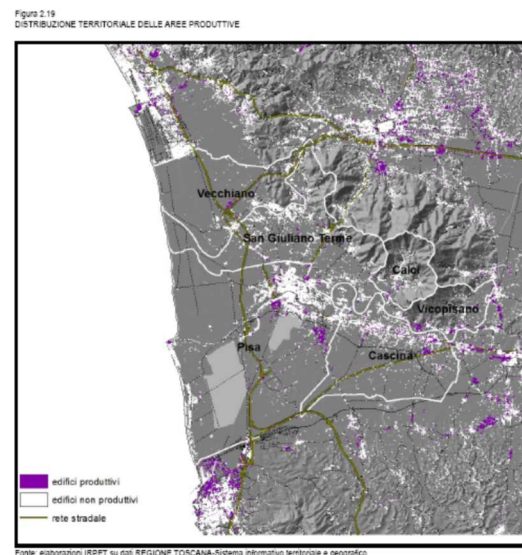 Figura 2.19
DISTRIBUZIONE TERRITORIALE DELLE AREE PRODUTTIVE
Vecchiano
San Giuliano Terme
Calci
Vicopisano
Pisa
Cascina
edifici produttivi
edifici non produttivi
rete stradale
Fonte: elaborazioni IRPET su dati REGIONE TOSCANA-Sistema informativo territoriale e geografico